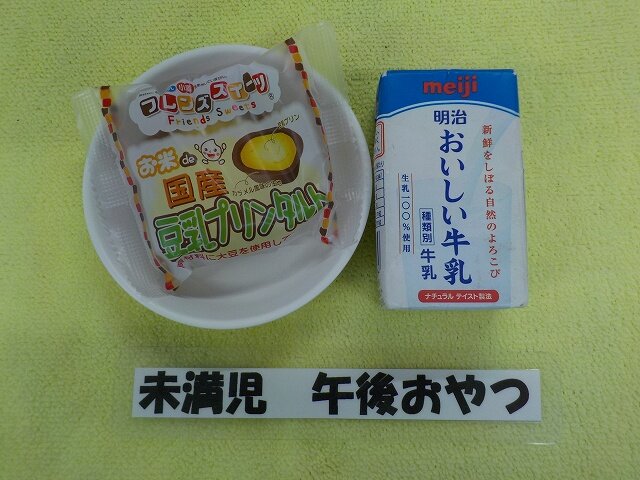 フレンズスイーツ
Friends Sweets
お米de
国産
豆乳プリンタルト
meiji
明治
おいしい牛乳
新鮮をしぼる自然のよろこび
生乳一〇〇%使用
種類別 牛乳
ナチュラル テイスト製法
未満児 午後おやつ